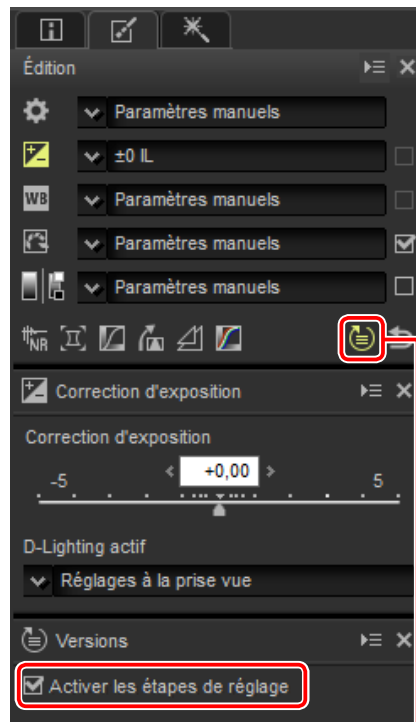 Édition
Paramètres manuels
±0 IL
WB
Paramètres manuels
Paramètres manuels
Paramètres manuels
NR
Correction d'exposition
Correction d'exposition
-5
+0,00
5
D-Lighting actif
Réglages à la prise vue
Versions
Activer les étapes de réglage